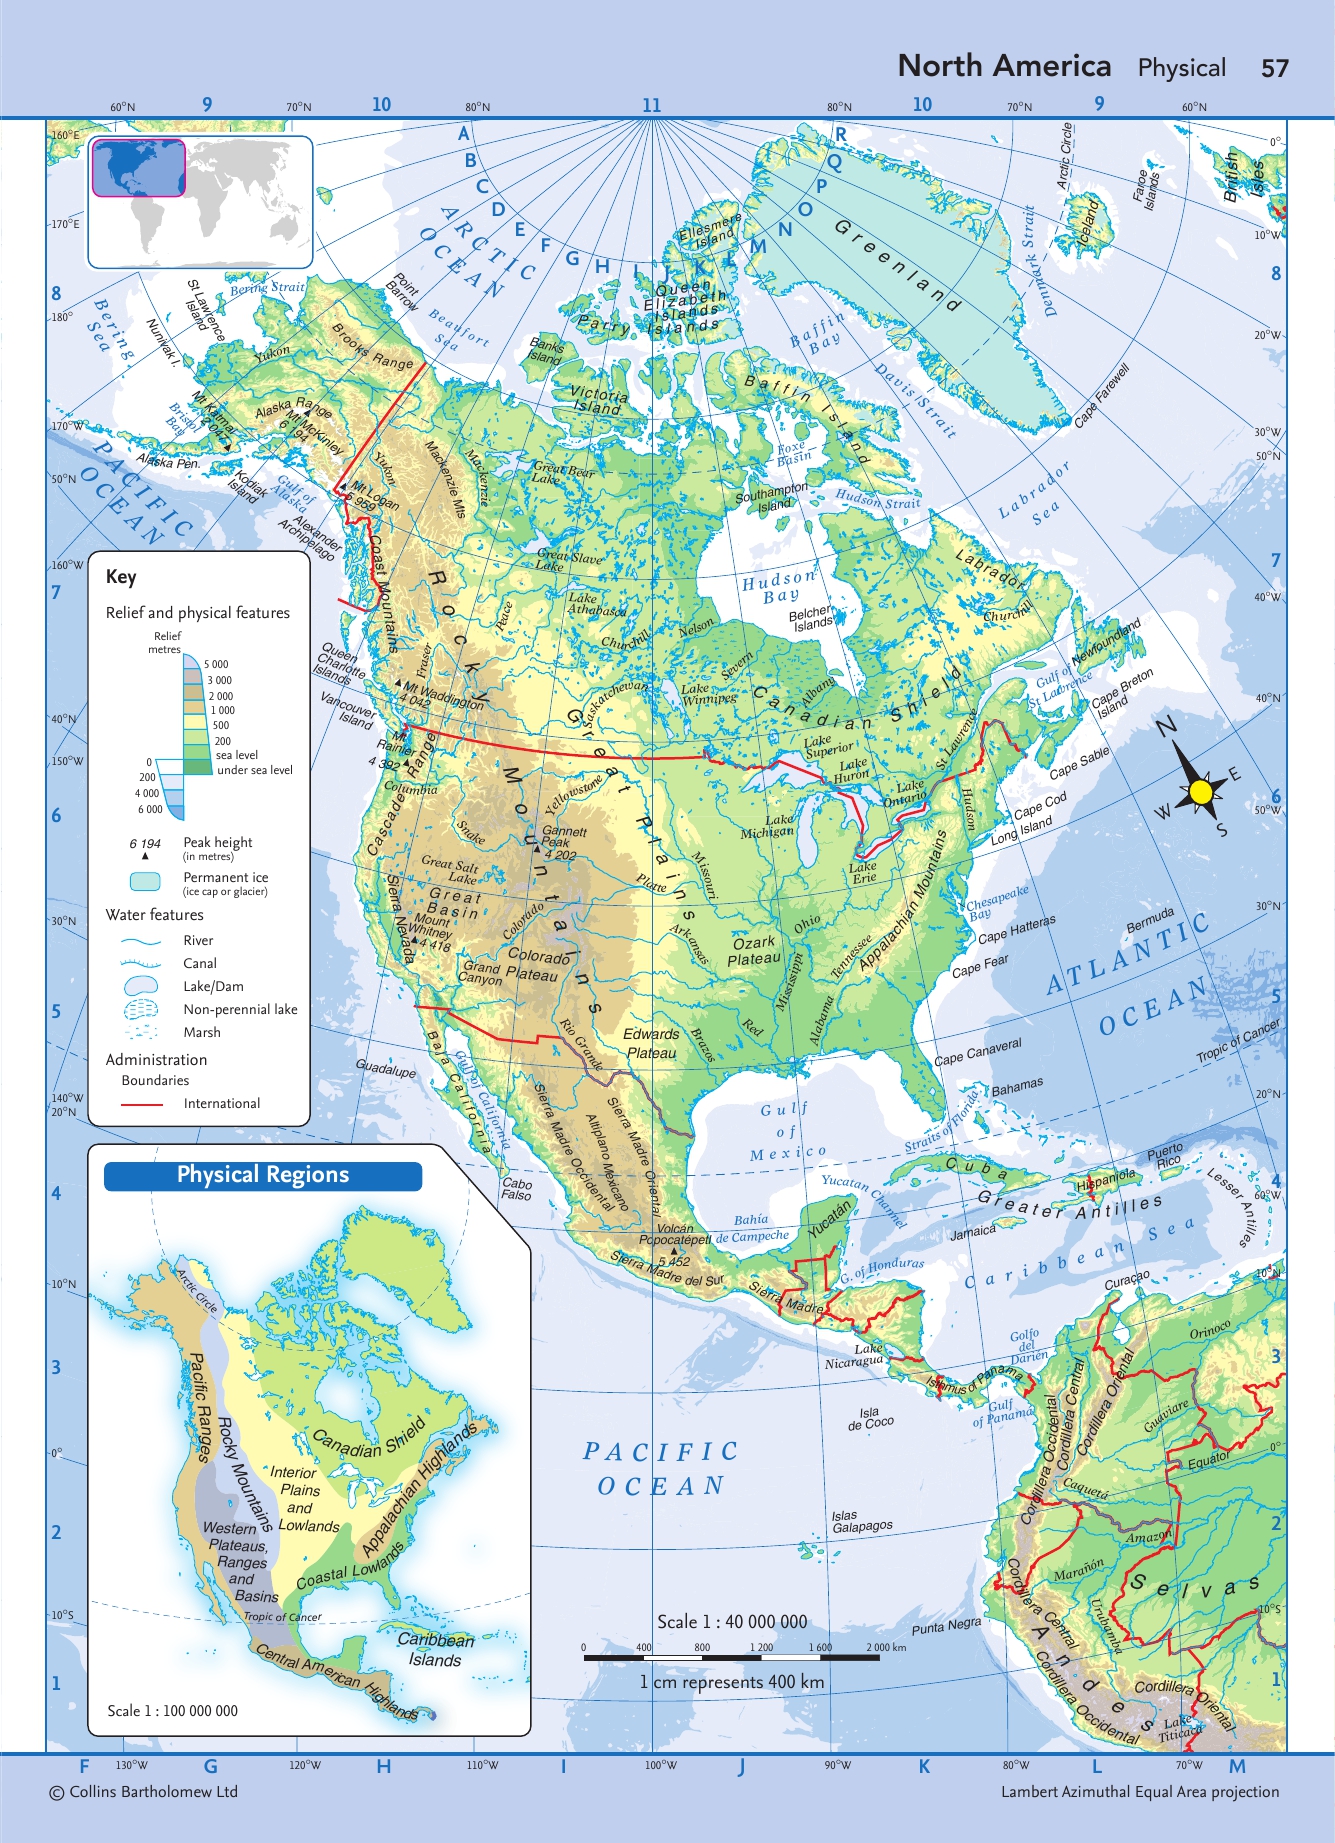 North America Physical 57
60°N 9 70°N 10 80°N 11 80°N 10 70°N 9 60°N
160°E
170°E
8
180°
170°W
150°W
160°W
7
40°N
150°W
6
30°N
5
140°W
20°N
4
10°N
3
0°
2
10°S
1
0°
10°W
8
20°W
30°W
50°N
7
40°W
40°N
6
50°W
30°N
5
20°N
4
60°W
10°N
3
0°
2
10°S
1
A
B
C
D
E
F
G
H
I
J
K
L
M
N
O
P
Q
R
ARCTIC
OCEAN
Ellesmere
Island
Queen
Elizabeth
Islands
Parry Islands
Greenland
Arctic Circle
Denmark Strait
Iceland
Faroe
Islands
British
Isles
Bering
Sea
Bering Strait
St Lawrence
Island
Nunivak I.
Point
Barrow
Beaufort
Sea
Banks
Island
Victoria
Island
Baffin
Bay
Baffin Island
Davis Strait
Cape Farewell
Yukon
Brooks Range
Alaska Range
Mt McKinley
6 194
Mt Katmai
2 047
Bristol
Bay
Alaska Pen.
Kodiak
Island
Gulf of
Alaska
PACIFIC
OCEAN
Alexander
Archipelago
Yukon
Mt Logan
5 959
Mackenzie Mts
Mackenzie
Great Bear
Lake
Foxe
Basin
Southampton
Island
Hudson Strait
Labrador
Sea
Coast Mountains
Great Slave
Lake
Lake
Athabasca
Hudson
Bay
Belcher
Islands
Labrador
Churchill
Rocky Mountains
Peace
Fraser
Churchill
Nelson
Severn
Albany
Saskatchewan
Lake
Winnipeg
Canadian Shield
Newfoundland
Gulf of
St Lawrence
Cape Breton
Island
Queen
Charlotte
Islands
Vancouver
Island
Mt Waddington
4 042
Mt
Rainier
4 392
Cascade Range
Columbia
Great Plains
Lake
Superior
Lake
Huron
Lake
Ontario
Lake
Michigan
Lake
Erie
St Lawrence
Hudson
Cape Sable
Cape Cod
Long Island
N
E
S
W
Snake
Yellowstone
Gannett
Peak
4 202
Great Salt
Lake
Great
Basin
Mount
Whitney
4 418
Sierra Nevada
Colorado
Colorado
Plateau
Grand
Canyon
Platte
Missouri
Arkansas
Ozark
Plateau
Ohio
Mississippi
Tennessee
Alabama
Appalachian Mountains
Chesapeake
Bay
Cape Hatteras
Cape Fear
Bermuda
ATLANTIC
OCEAN
Tropic of Cancer
Rio Grande
Edwards
Plateau
Brazos
Red
Cape Canaveral
Bahamas
Guadalupe
Baja California
Gulf of California
Cabo
Falso
Sierra Madre Occidental
Altiplano Mexicano
Sierra Madre Oriental
Gulf
of
Mexico
Straits of Florida
Cuba
Hispaniola
Puerto
Rico
Lesser Antilles
Greater Antilles
Jamaica
Yucatan Channel
Yucatán
Bahía
de Campeche
Volcán
Popocatépetl
5 452
Sierra Madre del Sur
Sierra Madre
G. of Honduras
Caribbean Sea
Curaçao
Lake
Nicaragua
Isthmus of Panama
Golfo
del
Darién
Gulf
of Panama
Isla
de Coco
PACIFIC
OCEAN
Islas
Galapagos
Orinoco
Guaviare
Equator
Cordillera Occidental
Cordillera Central
Cordillera Oriental
Caquetá
Amazon
Marañón
Selvas
Urubamba
Punta Negra
Andes
Cordillera Central
Cordillera Occidental
Cordillera Oriental
Lake
Titicaca
Key
Relief and physical features
Relief
metres
5 000
3 000
2 000
1 000
500
200
sea level
under sea level
0
200
4 000
6 000
6 194 Peak height
(in metres)
Permanent ice
(ice cap or glacier)
Water features
River
Canal
Lake/Dam
Non-perennial lake
Marsh
Administration
Boundaries
International
Physical Regions
Arctic Circle
Pacific Ranges
Rocky Mountains
Canadian Shield
Interior
Plains
and
Lowlands
Appalachian Highlands
Western
Plateaus,
Ranges
and
Basins
Coastal Lowlands
Tropic of Cancer
Central American Highlands
Caribbean
Islands
Scale 1 : 100 000 000
Scale 1 : 40 000 000
0 400 800 1 200 1 600 2 000 km
1 cm represents 400 km
F 130°W G 120°W H 110°W I 100°W J 90°W K 80°W L 70°W M
© Collins Bartholomew Ltd
Lambert Azimuthal Equal Area projection